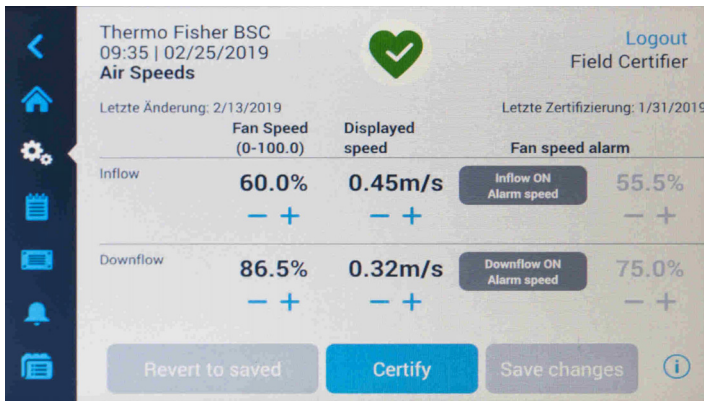 Thermo Fisher BSC
09:35 | 02/25/2019
Air Speeds
Logout
Field Certifier
Letzte Änderung: 2/13/2019
Letzte Zertifizierung: 1/31/2019
Fan Speed
(0-100.0)
Displayed
speed
Fan speed alarm
Inflow
60.0%
0.45m/s
Inflow ON
Alarm speed
55.5%
− +
− +
− +
Downflow
86.5%
0.32m/s
Downflow ON
Alarm speed
75.0%
− +
− +
− +
Revert to saved
Certify
Save changes
i